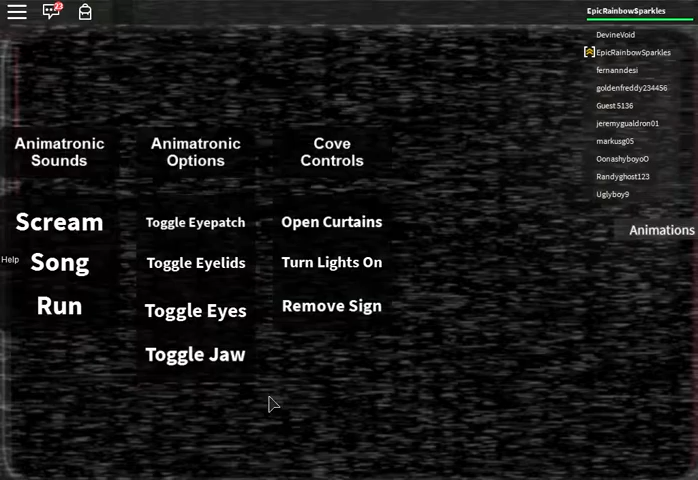 23
EpicRainbowSparkles
DevineVoid
EpicRainbowSparkles
fernanndesi
goldenfreddy234456
Guest 5136
jeremygualdron01
markusg05
OonashyboyoO
Randyghost123
Uglyboy9
Animatronic
Sounds
Animatronic
Options
Cove
Controls
Scream
Song
Run
Toggle Eyepatch
Toggle Eyelids
Toggle Eyes
Toggle Jaw
Open Curtains
Turn Lights On
Remove Sign
Help
Animations